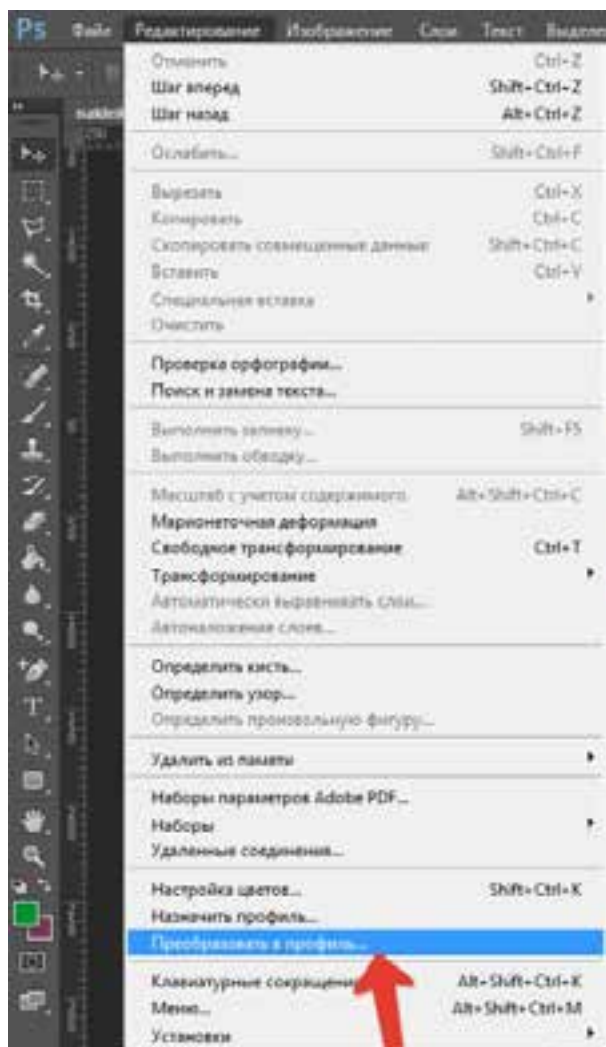 Ps Файл Редактирование Изображение Слои Текст
Отменить Ctrl+Z
Шаг вперед Shift+Ctrl+Z
Шаг назад Alt+Ctrl+Z
Ослабить... Shift+Ctrl+F
Вырезать Ctrl+X
Копировать Ctrl+C
Скопировать совмещенные данные Shift+Ctrl+C
Вставить Ctrl+V
Специальная вставка
Очистить
Проверка орфографии...
Поиск и замена текста...
Выполнить заливку... Shift+F5
Выполнить обводку...
Масштаб с учетом содержимого Alt+Shift+Ctrl+C
Марионеточная деформация
Свободное трансформирование Ctrl+T
Трансформирование
Автоматически выравнивать слои...
Автоналожение слоев...
Определить кисть...
Определить узор...
Определить произвольную фигуру...
Удалить из памяти
Наборы параметров Adobe PDF...
Наборы
Удаленные соединения...
Настройка цветов... Shift+Ctrl+K
Назначить профиль...
Преобразовать в профиль...
Клавиатурные Alt+Shift+Ctrl+K
Меню... Alt+Shift+Ctrl+M
Установки